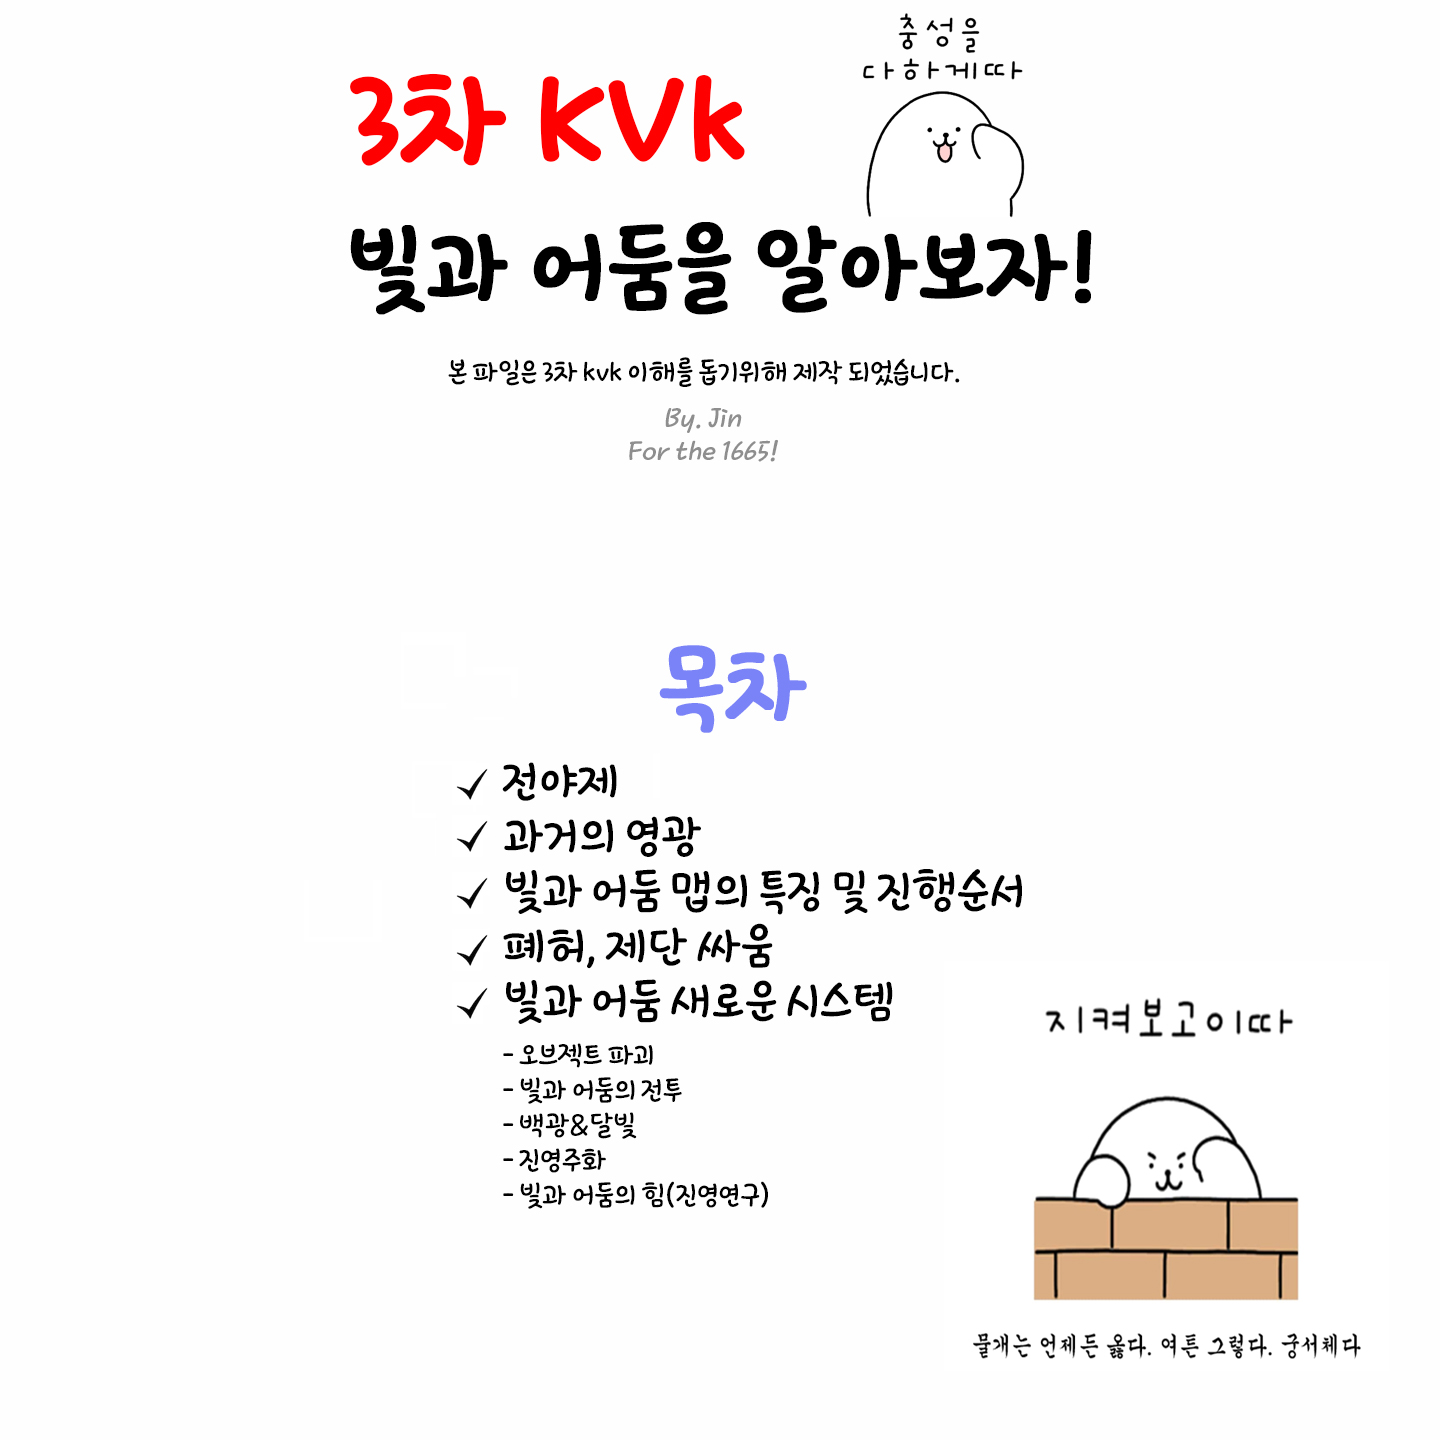 충성을
다하게따
3차 KVk
빛과 어둠을 알아보자!
본 파일은 3차 kvk 이해를 돕기위해 제작 되었습니다.
By. Jin
For the 1665!
목차
✓ 전야제
✓ 과거의 영광
✓ 빛과 어둠 맵의 특징 및 진행순서
✓ 폐허, 제단 싸움
✓ 빛과 어둠 새로운 시스템
- 오브젝트 파괴
- 빛과 어둠의 전투
- 백광&달빛
- 진영주화
- 빛과 어둠의 힘(진영연구)
지켜보고이따
물개는 언제든 옳다. 여튼 그렇다. 궁서체다